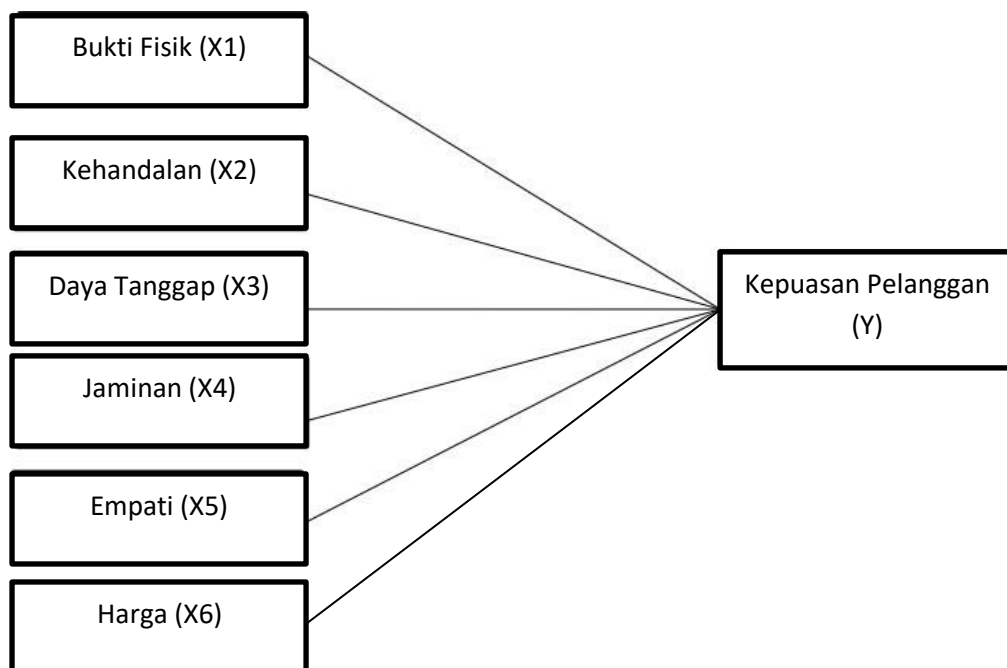 Bukti Fisik (X1)
Kehandalan (X2)
Daya Tanggap (X3)
Kepuasan Pelanggan
(Y)
Jaminan (X4)
Empati (X5)
Harga (X6)